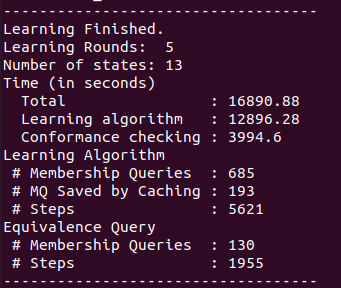 -----------------------------------
Learning Finished.
Learning Rounds:  5
Number of states: 13
Time (in seconds)
  Total                : 16890.88
  Learning algorithm   : 12896.28
  Conformance checking : 3994.6
Learning Algorithm
 # Membership Queries  : 685
 # MQ Saved by Caching : 193
 # Steps               : 5621
Equivalence Query
 # Membership Queries  : 130
 # Steps               : 1955
-----------------------------------